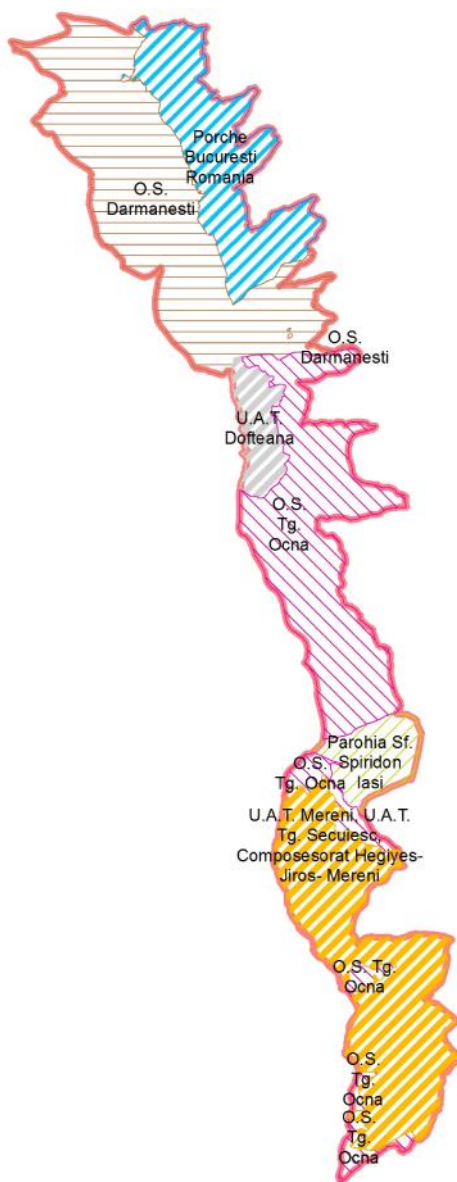 Porche
Bucuresti
Romania
O.S.
Darmanesti
O.S.
Darmanesti
U.A.T.
Dofteana
O.S.
Tg.
Ocna
Parohia Sf.
Spiridon
Iasi
O.S.
Tg. Ocna
U.A.T. Mereni, U.A.T.
Tg. Secuiesc,
Composesorat Hegiyes-
Jiros- Mereni
O.S. Tg.
Ocna
O.S.
Tg.
Ocna
O.S.
Tg.
Ocna